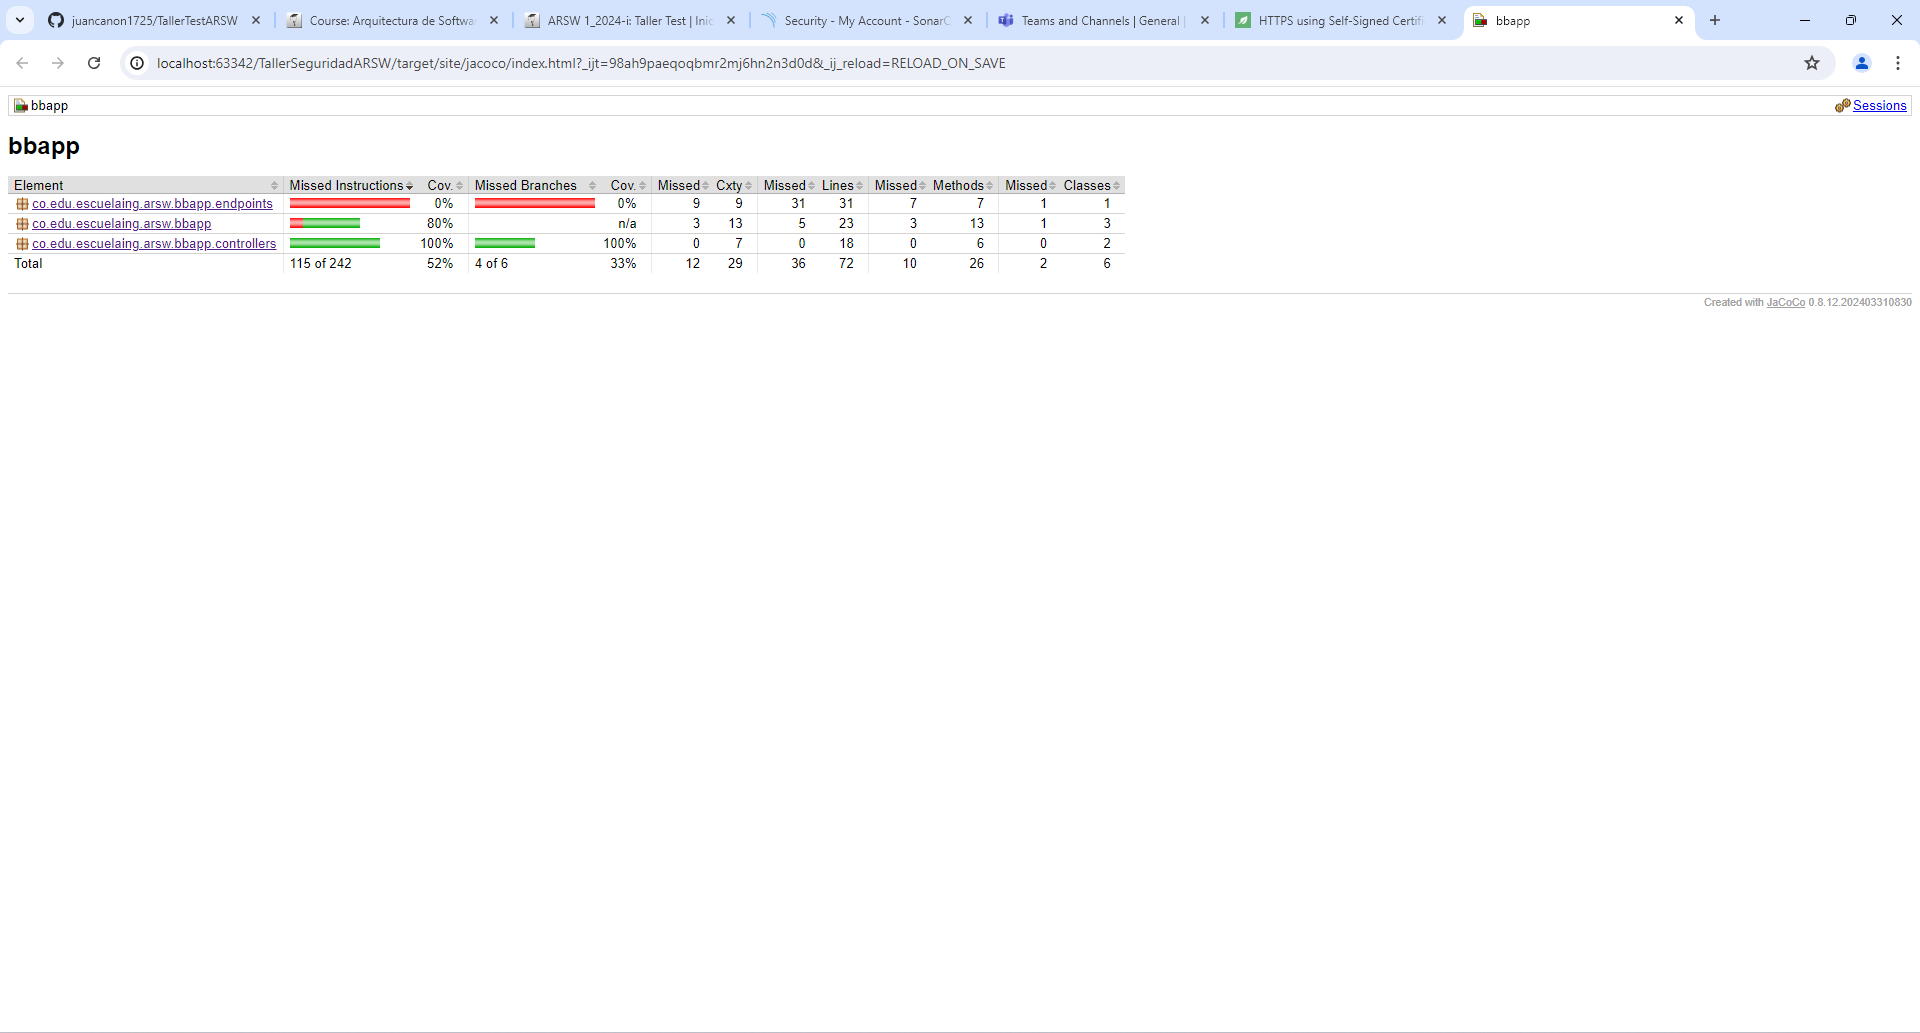 juancanon1725/TallerTestARSW
Course: Arquitectura de Softwa
ARSW 1_2024-i: Taller Test | Inic
Security - My Account - SonarC
Teams and Channels | General |
HTTPS using Self-Signed Certifi
bbapp
localhost:63342/TallerSeguridadARSW/target/site/jacoco/index.html?_ijt=98ah9paeqoqbmr2mj6hn2n3d0d&_ij_reload=RELOAD_ON_SAVE
bbapp Sessions
bbapp
Element Missed Instructions Cov. Missed Branches Cov. Missed Cxty Missed Lines Missed Methods Missed Classes
co.edu.escuelaing.arsw.bbapp.endpoints 0% 0% 9 9 31 31 7 7 1 1
co.edu.escuelaing.arsw.bbapp 80% n/a 3 13 5 23 3 13 1 3
co.edu.escuelaing.arsw.bbapp.controllers 100% 100% 0 7 0 18 0 6 0 2
Total 115 of 242 52% 4 of 6 33% 12 29 36 72 10 26 2 6
Created with JaCoCo 0.8.12.202403310830